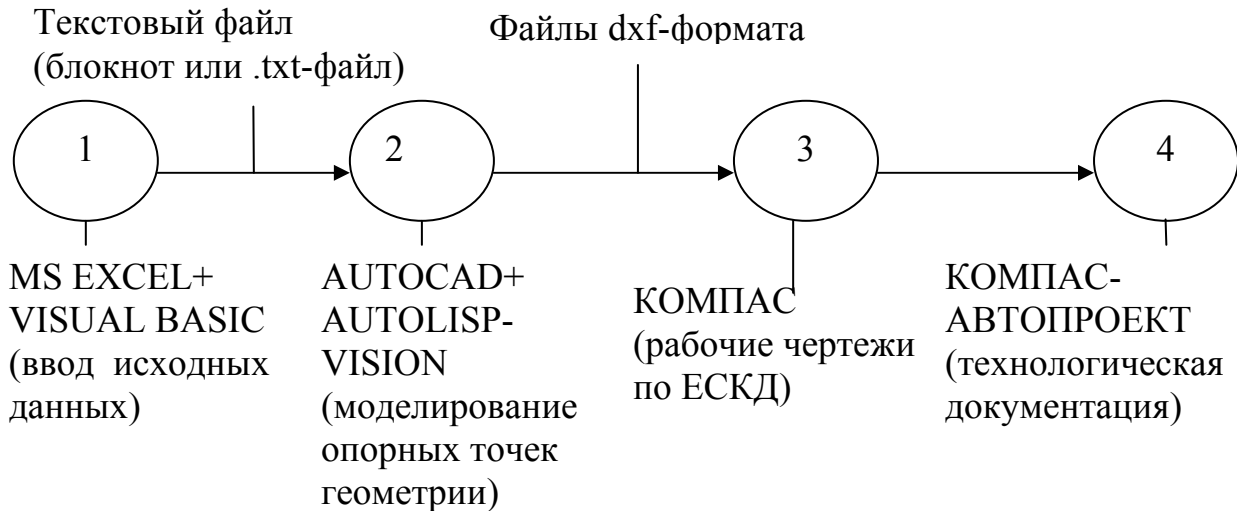 Текстовый файл
(блокнот или .txt-файл)
Файлы dxf-формата
1
2
3
4
MS EXCEL+
VISUAL BASIC
(ввод исходных
данных)
AUTOCAD+
AUTOLISP-
VISION
(моделирование
опорных точек
геометрии)
КОМПАС
(рабочие чертежи
по ЕСКД)
КОМПАС-
АВТОПРОЕКТ
(технологическая
документация)